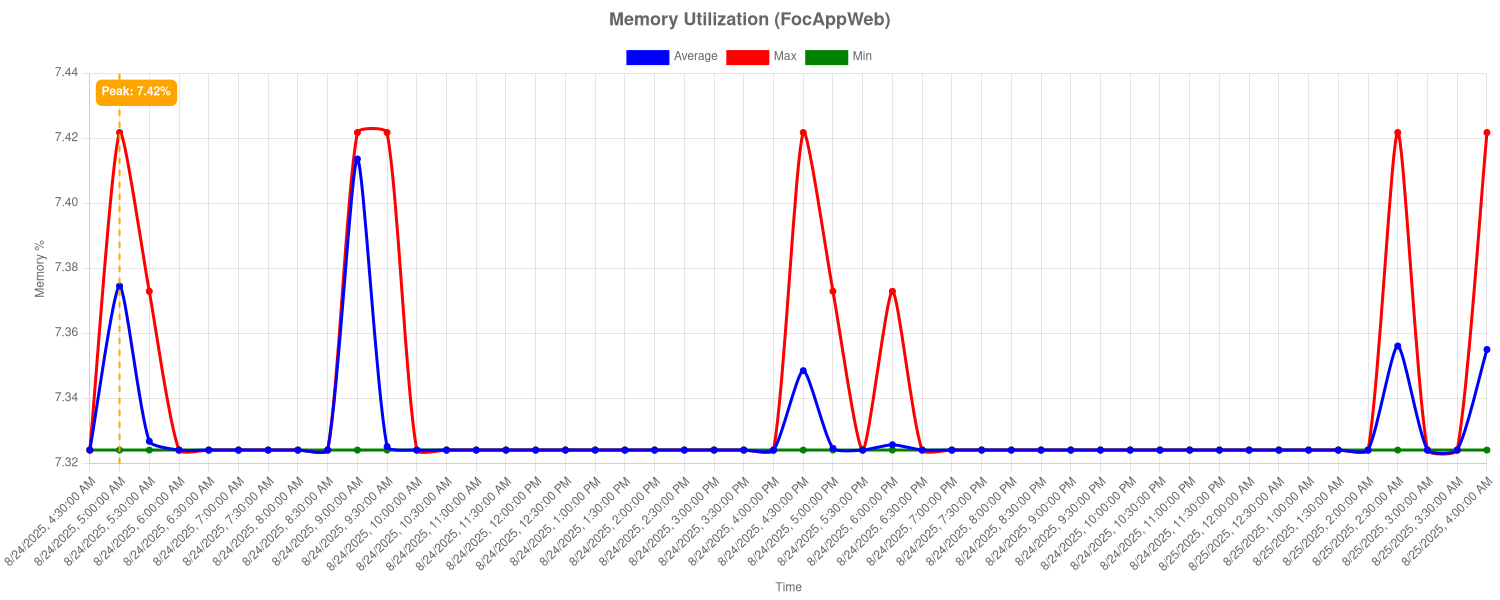 Memory Utilization (FocAppWeb)
Average Max Min
7.44
Peak: 7.42%
7.42
7.40
7.38
Memory %
7.36
7.34
7.32
8/24/2025, 4:30:00 AM
8/24/2025, 5:00:00 AM
8/24/2025, 5:30:00 AM
8/24/2025, 6:00:00 AM
8/24/2025, 6:30:00 AM
8/24/2025, 7:00:00 AM
8/24/2025, 7:30:00 AM
8/24/2025, 8:00:00 AM
8/24/2025, 8:30:00 AM
8/24/2025, 9:00:00 AM
8/24/2025, 9:30:00 AM
8/24/2025, 10:00:00 AM
8/24/2025, 10:30:00 AM
8/24/2025, 11:00:00 AM
8/24/2025, 11:30:00 AM
8/24/2025, 12:00:00 PM
8/24/2025, 12:30:00 PM
8/24/2025, 1:00:00 PM
8/24/2025, 1:30:00 PM
8/24/2025, 2:00:00 PM
8/24/2025, 2:30:00 PM
8/24/2025, 3:00:00 PM
8/24/2025, 3:30:00 PM
8/24/2025, 4:00:00 PM
8/24/2025, 4:30:00 PM
8/24/2025, 5:00:00 PM
8/24/2025, 5:30:00 PM
8/24/2025, 6:00:00 PM
8/24/2025, 6:30:00 PM
8/24/2025, 7:00:00 PM
8/24/2025, 7:30:00 PM
8/24/2025, 8:00:00 PM
8/24/2025, 8:30:00 PM
8/24/2025, 9:00:00 PM
8/24/2025, 9:30:00 PM
8/24/2025, 10:00:00 PM
8/24/2025, 10:30:00 PM
8/24/2025, 11:00:00 PM
8/24/2025, 11:30:00 PM
8/25/2025, 12:00:00 AM
8/25/2025, 12:30:00 AM
8/25/2025, 1:00:00 AM
8/25/2025, 1:30:00 AM
8/25/2025, 2:00:00 AM
8/25/2025, 2:30:00 AM
8/25/2025, 3:00:00 AM
8/25/2025, 3:30:00 AM
8/25/2025, 4:00:00 AM
Time